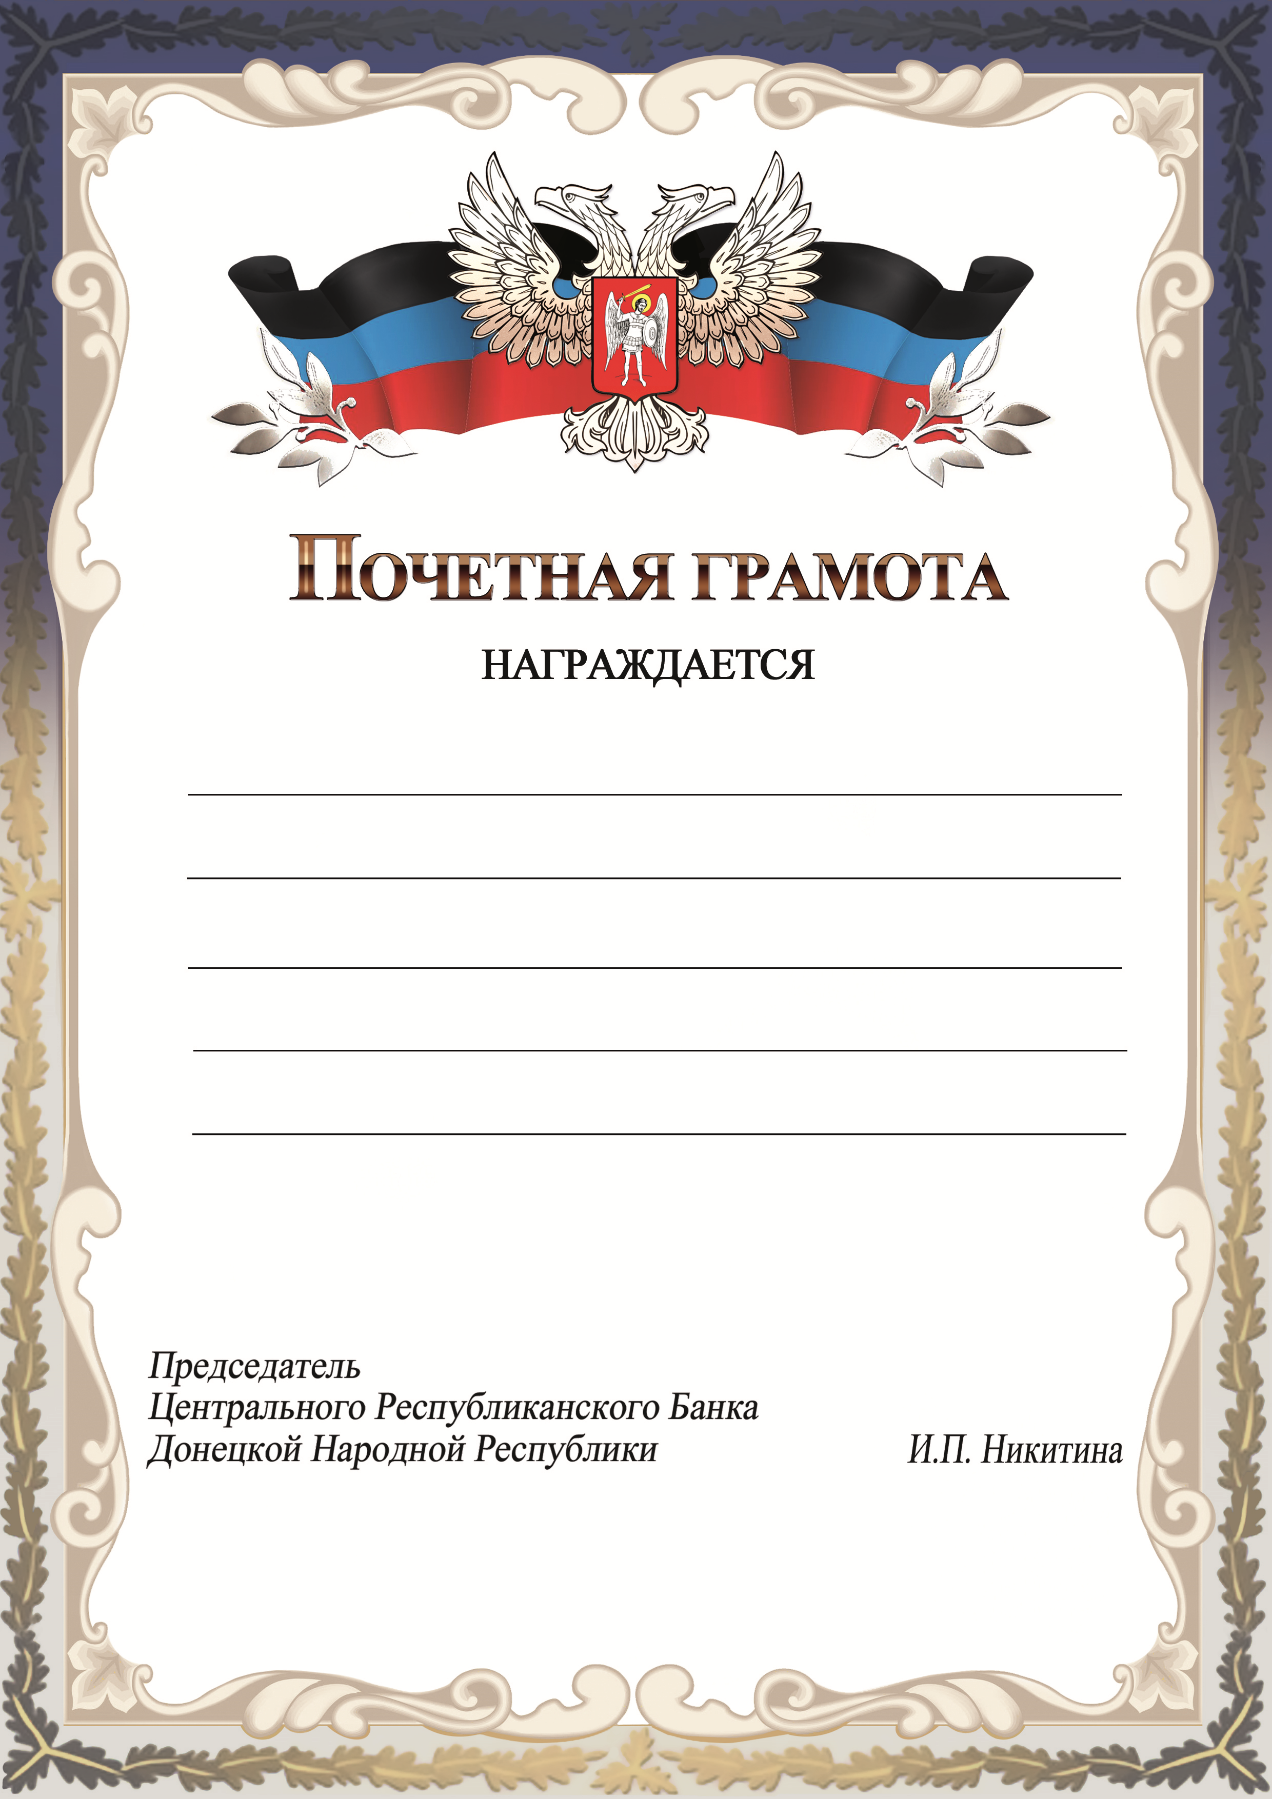 ПОЧЕТНАЯ ГРАМОТА
НАГРАЖДАЕТСЯ
Председатель
Центрального Республиканского Банка
Донецкой Народной Республики И.П. Никитина